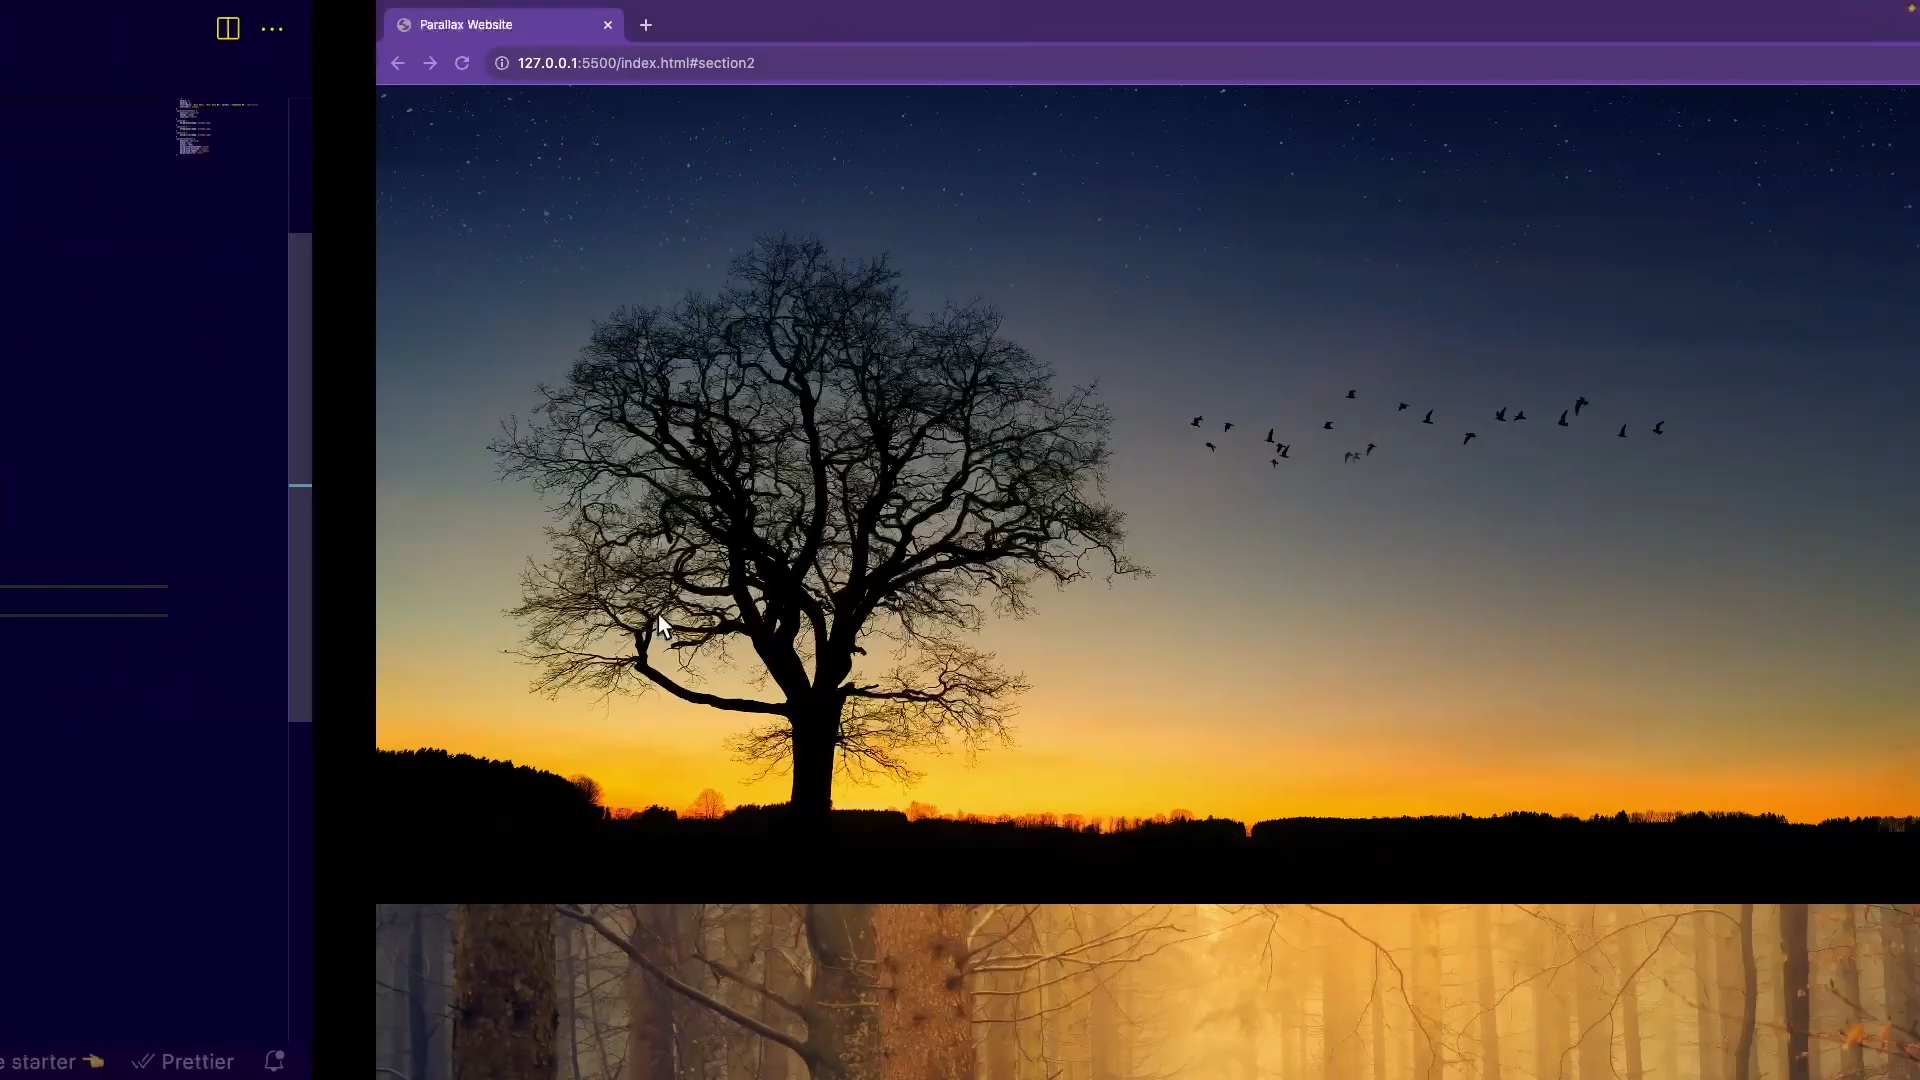 Parallax Website
127.0.0.1:5500/index.html#section2
e starter
Prettier